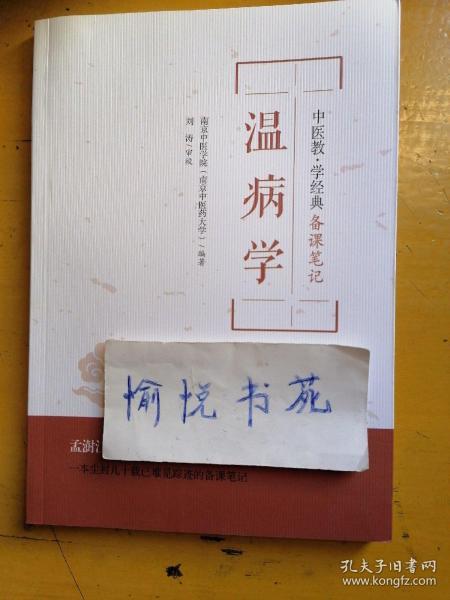 中医教·学经典备课笔记
温病学
南京中医学院（南京中医药大学）/编著
刘涛/审校
愉悦书苑
孟澍江
一本尘封几十载已难见踪迹的备课笔记
孔夫子旧书网
www.kongfz.com